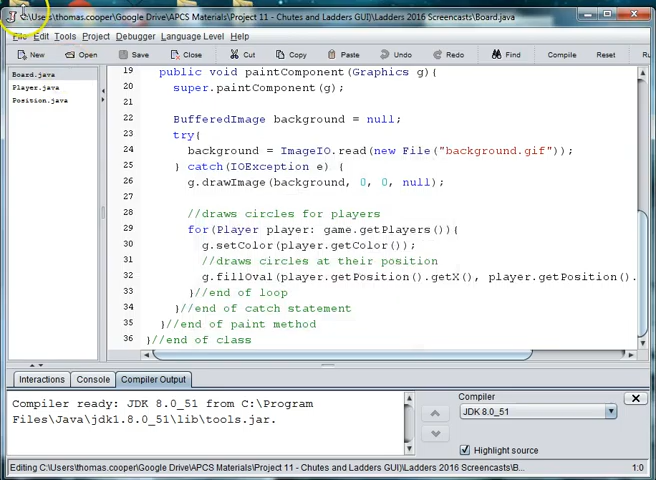 C:\Users\thomas.cooper\Google Drive\APCS Materials\Project 11 - Chutes and Ladders GUI\Ladders 2016 Screencasts\Board.java
File Edit Tools Project Debugger Language Level Help
New Open Save Close Cut Copy Paste Undo Redo Find Compile Reset Ru
Board.java
Player.java
Position.java
19 public void paintComponent(Graphics g){
20 super.paintComponent(g);
21
22 BufferedImage background = null;
23 try{
24 background = ImageIO.read(new File("background.gif"));
25 } catch(IOException e) {
26 g.drawImage(background, 0, 0, null);
27
28 //draws circles for players
29 for(Player player: game.getPlayers()){
30 g.setColor(player.getColor());
31 //draws circles at their position
32 g.fillOval(player.getPosition().getX(), player.getPosition().
33 }//end of loop
34 }//end of catch statement
35 }//end of paint method
36 }//end of class
Interactions Console Compiler Output
Compiler ready: JDK 8.0_51 from C:\Program
Files\Java\jdk1.8.0_51\lib\tools.jar.
Compiler
JDK 8.0_51
Highlight source
Editing C:\Users\thomas.cooper\Google Drive\APCS Materials\Project 11 - Chutes and Ladders GUI\Ladders 2016 Screencasts\B... 1:0